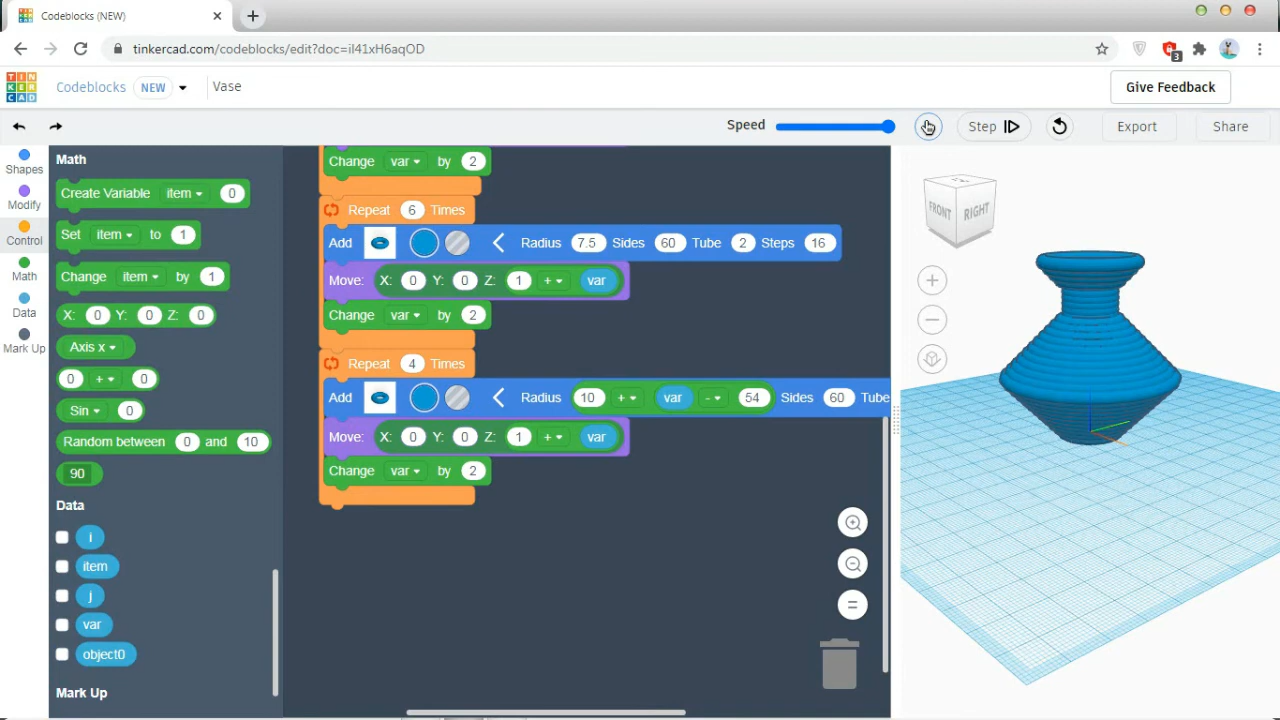 Codeblocks (NEW)
tinkercad.com/codeblocks/edit?doc=il41xH6aqOD
3
TIN
KER
CAD
Codeblocks NEW Vase
Give Feedback
Speed
Step
Export
Share
Shapes
Modify
Control
Math
Data
Mark Up
Math
Create Variable item 0
Set item to 1
Change item by 1
X: 0 Y: 0 Z: 0
Axis x
0 + 0
Sin 0
Random between 0 and 10
90
Data
i
item
j
var
object0
Mark Up
Change var by 2
Repeat 6 Times
Add Radius 7.5 Sides 60 Tube 2 Steps 16
Move: X: 0 Y: 0 Z: 1 + var
Change var by 2
Repeat 4 Times
Add Radius 10 + var - 54 Sides 60 Tube
Move: X: 0 Y: 0 Z: 1 + var
Change var by 2
FRONT RIGHT